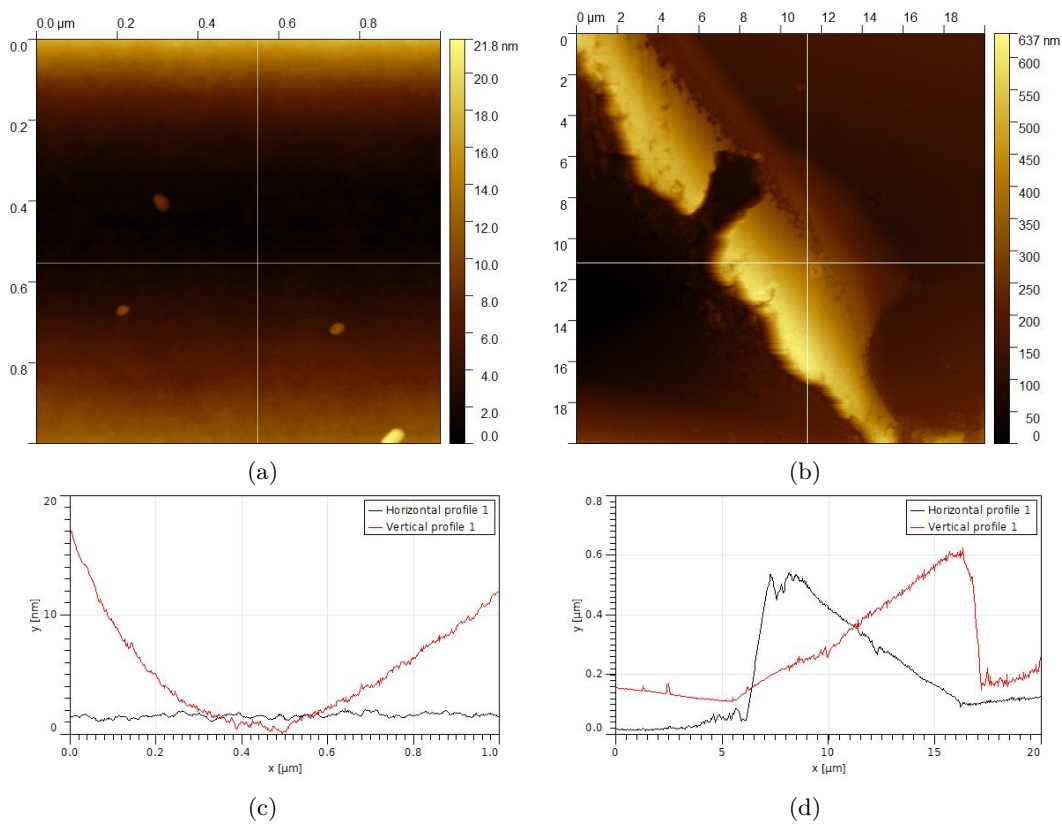 0.0 µm 0.2 0.4 0.6 0.8
0.0
0.2
0.4
0.6
0.8
21.8 nm
20.0
18.0
16.0
14.0
12.0
10.0
8.0
6.0
4.0
2.0
0.0
(a)
0 µm 2 4 6 8 11 14 16 18
0
2
4
6
8
10
12
14
16
18
637 nm
600
550
500
450
400
350
300
250
200
150
100
50
0
(b)
20
10
0
y [nm]
0.0 0.2 0.4 0.6 0.8 1.0
x [µm]
Horizontal profile 1
Vertical profile 1
(c)
0.8
0.6
0.4
0.2
0.0
y [µm]
0 5 10 15 20
x [µm]
Horizontal profile 1
Vertical profile 1
(d)